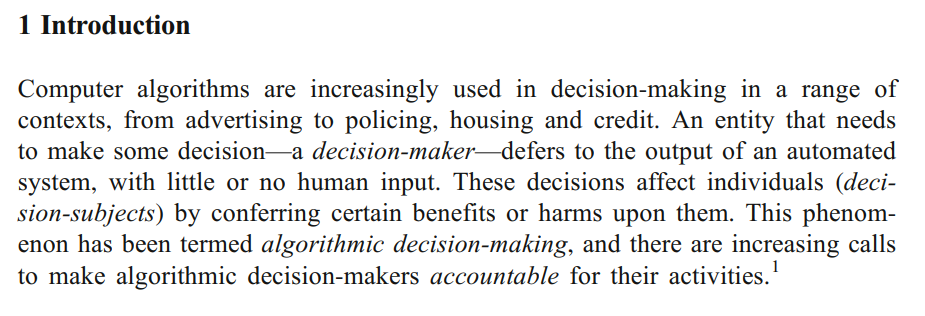 1 Introduction
Computer algorithms are increasingly used in decision-making in a range of
contexts, from advertising to policing, housing and credit. An entity that needs
to make some decision—a decision-maker—defers to the output of an automated
system, with little or no human input. These decisions affect individuals (deci-
sion-subjects) by conferring certain benefits or harms upon them. This phenom-
enon has been termed algorithmic decision-making, and there are increasing calls
to make algorithmic decision-makers accountable for their activities.1